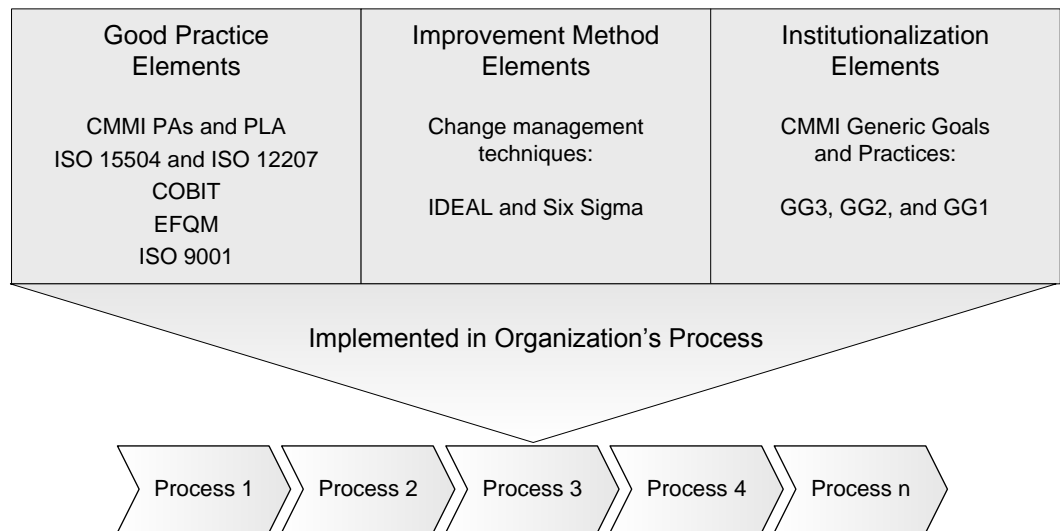 Good Practice
Elements
CMMI PAs and PLA
ISO 15504 and ISO 12207
COBIT
EFQM
ISO 9001
Improvement Method
Elements
Change management
techniques:
IDEAL and Six Sigma
Institutionalization
Elements
CMMI Generic Goals
and Practices:
GG3, GG2, and GG1
Implemented in Organization’s Process
Process 1
Process 2
Process 3
Process 4
Process n